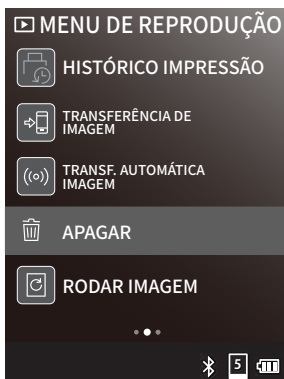 MENU DE REPRODUÇÃO
HISTÓRICO IMPRESSÃO
TRANSFERÊNCIA DE
IMAGEM
TRANSF. AUTOMÁTICA
IMAGEM
APAGAR
RODAR IMAGEM
5